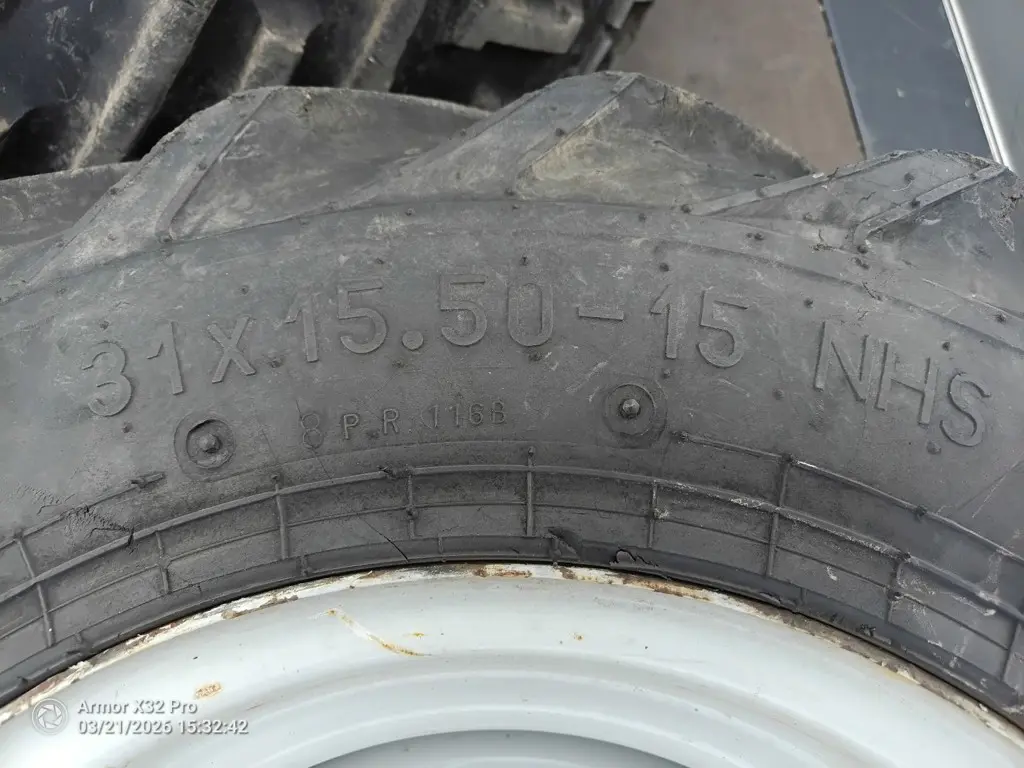 31x15.50-15 NHS
8 P.R. 116B
Armor X32 Pro
03/21/2026 15:32:42